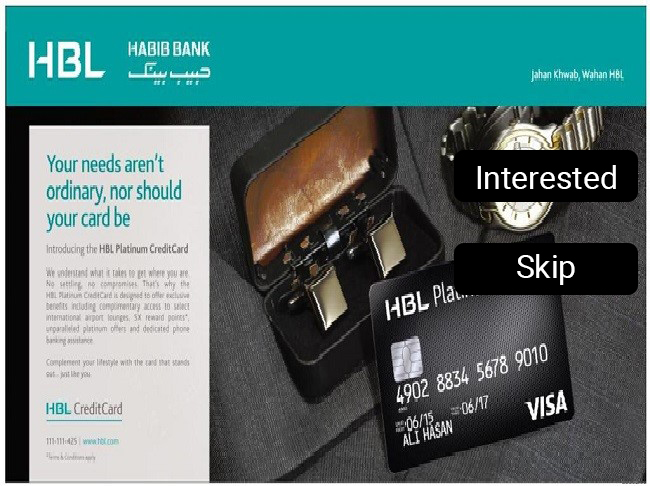 HBL
HABIB BANK
حبیب بینک
Jahan Khwab, Wahan HBL
Your needs aren't
ordinary, nor should
your card be
Introducing the HBL Platinum CreditCard
We understand what it takes to get where you are.
No settling, no compromises. That's why the
HBL Platinum CreditCard is designed to offer exclusive
benefits including complimentary access to select
international airport lounges, 5X reward points*,
unparalleled platinum offers and dedicated phone
banking assistance.
Complement your lifestyle with the card that stands
out... just like you.
HBL CreditCard
111-111-425 | www.hbl.com
*Terms & Conditions apply
Interested
Skip
HBL
4902 8834 5678 9010
06/15 06/17
ALI HASAN
VISA